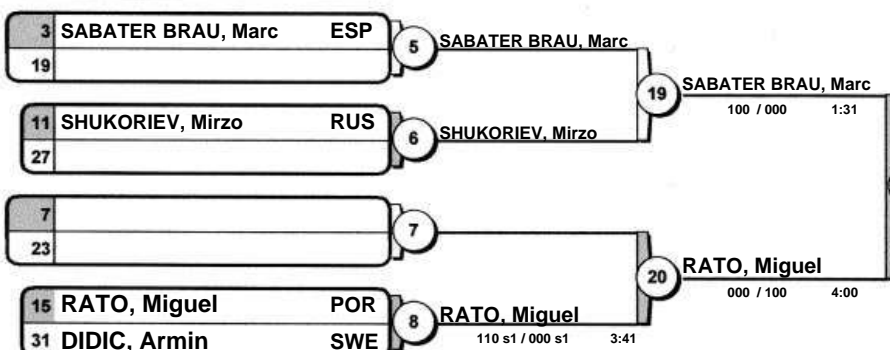 3 SABATER BRAU, Marc ESP
19
5
SABATER BRAU, Marc
11 SHUKORIEV, Mirzo RUS
27
6
SHUKORIEV, Mirzo
19
SABATER BRAU, Marc
100 / 000 1:31
7
23
7
15 RATO, Miguel POR
31 DIDIC, Armin SWE
8
RATO, Miguel
110 s1 / 000 s1 3:41
20
RATO, Miguel
000 / 100 4:00